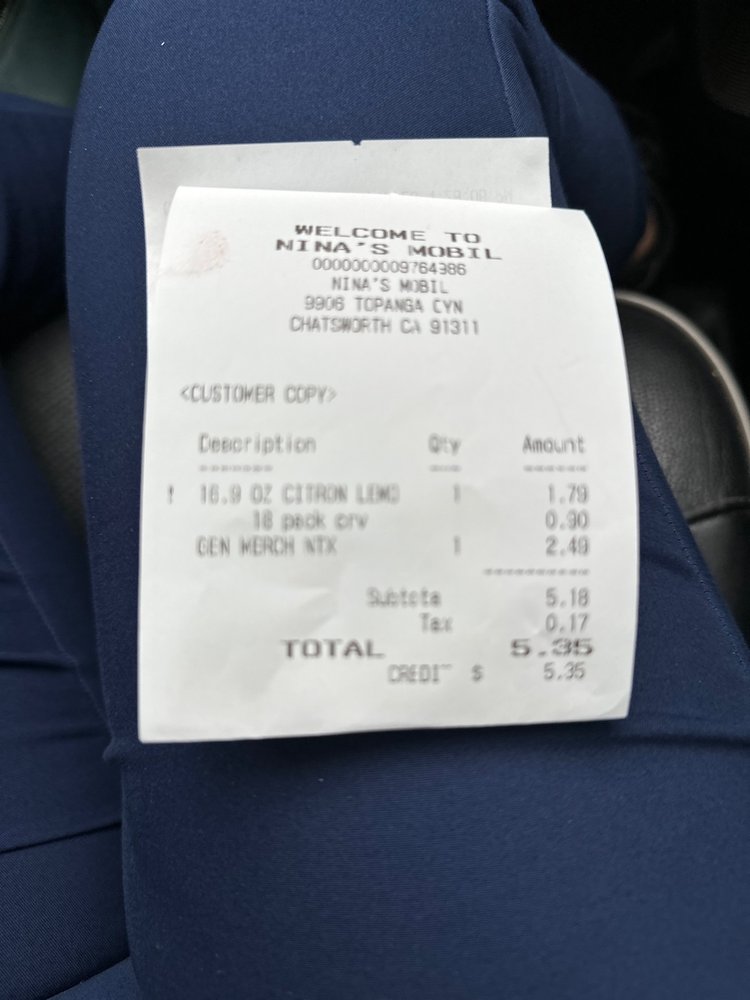 WELCOME TO
NINA'S MOBIL
0000000009764386
NINA'S MOBIL
9906 TOPANGA CYN
CHATSWORTH CA 91311
<CUSTOMER COPY>
Description Qty Amount
! 16.9 OZ CITRON LEMO 1 1.79
18 pack crv 0.90
GEN MERCH NTX 1 2.49
Subtota 5.18
Tax 0.17
TOTAL 5.35
CREDIT $ 5.35